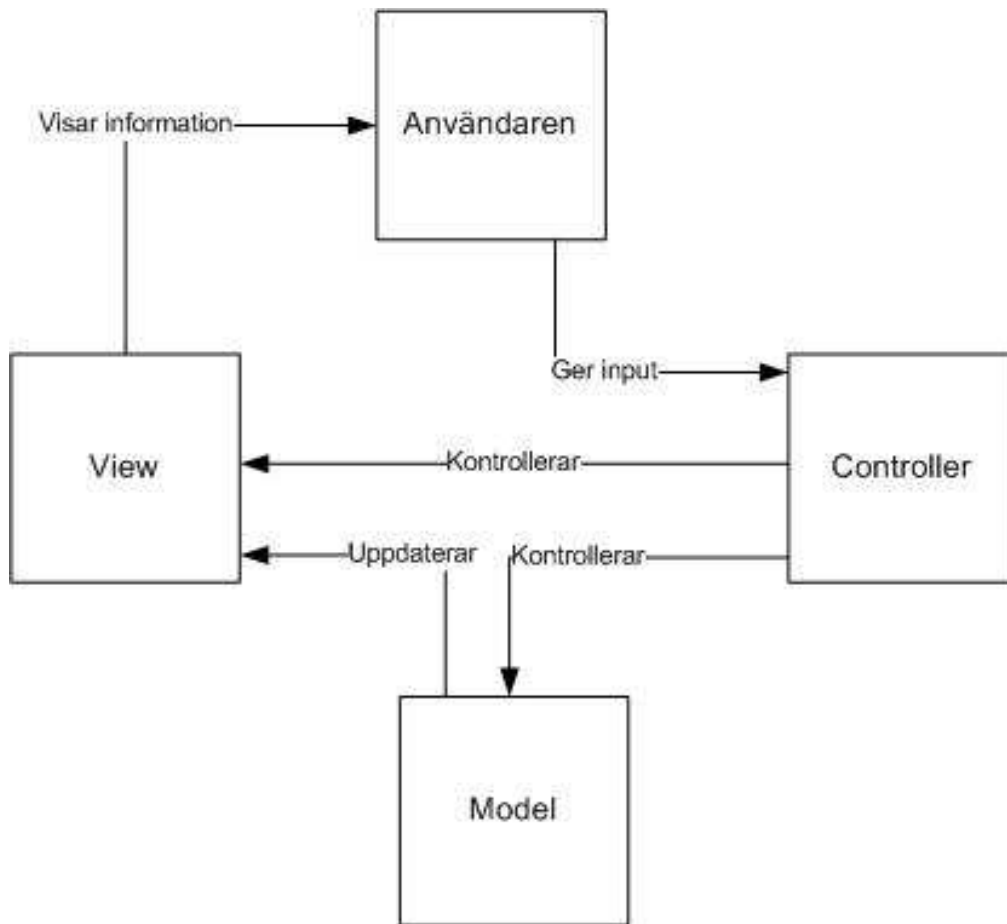 Användaren
Visar information
Ger input
View
Kontrollerar
Controller
Uppdaterar
Kontrollerar
Model